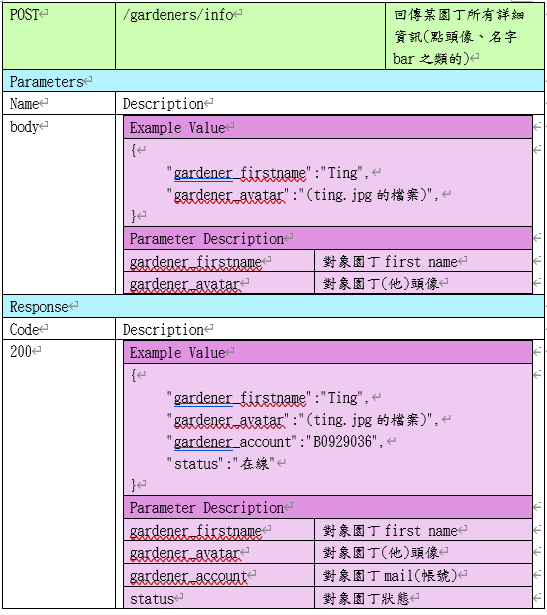 POST /gardeners/info 回傳某園丁所有詳細
資訊(點頭像、名字
bar 之類的)
Parameters
Name Description
body Example Value
{
"gardener_firstname":"Ting",
"gardener_avatar":"(ting.jpg 的檔案)",
}
Parameter Description
gardener_firstname 對象園丁 first name
gardener_avatar 對象園丁(他)頭像
Response
Code Description
200 Example Value
{
"gardener_firstname":"Ting",
"gardener_avatar":"(ting.jpg 的檔案)",
"gardener_account":"B0929036",
"status":"在線"
}
Parameter Description
gardener_firstname 對象園丁 first name
gardener_avatar 對象園丁(他)頭像
gardener_account 對象園丁 mail(帳號)
status 對象園丁狀態